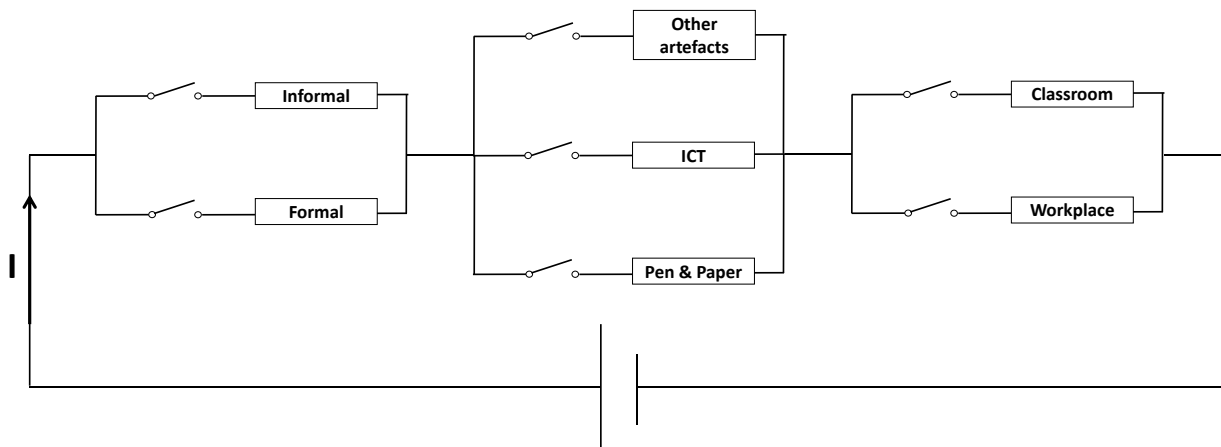 Other
artefacts
Informal
Classroom
ICT
Formal
Workplace
I
Pen & Paper